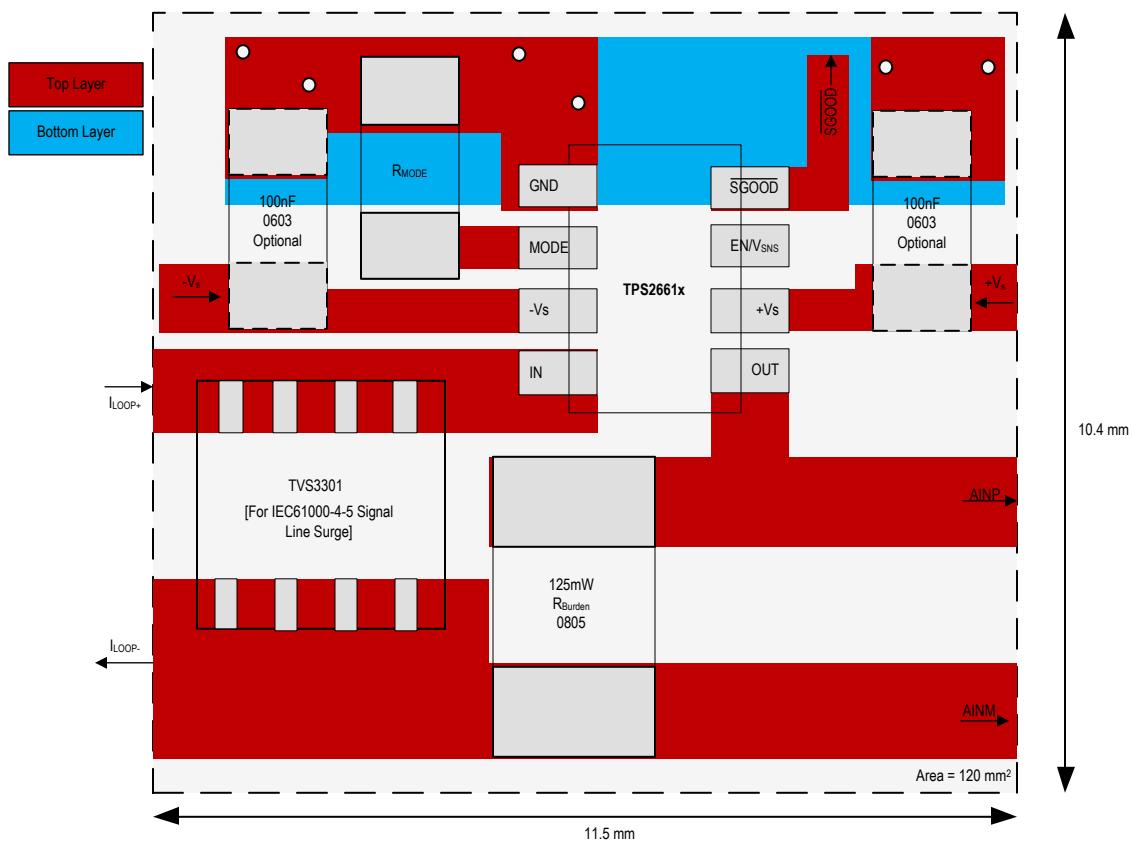 Top Layer
Bottom Layer
SGOOD
GND
SGOOD
RMODE
100nF
0603
Optional
100nF
0603
Optional
MODE
EN/VSNS
-Vs
+Vs
TPS2661x
-Vs
+Vs
IN
OUT
ILOOP+
10.4 mm
TVS3301
[For IEC61000-4-5 Signal
Line Surge]
AINP
125mW
RBurden
0805
ILOOP-
AINM
Area = 120 mm²
11.5 mm